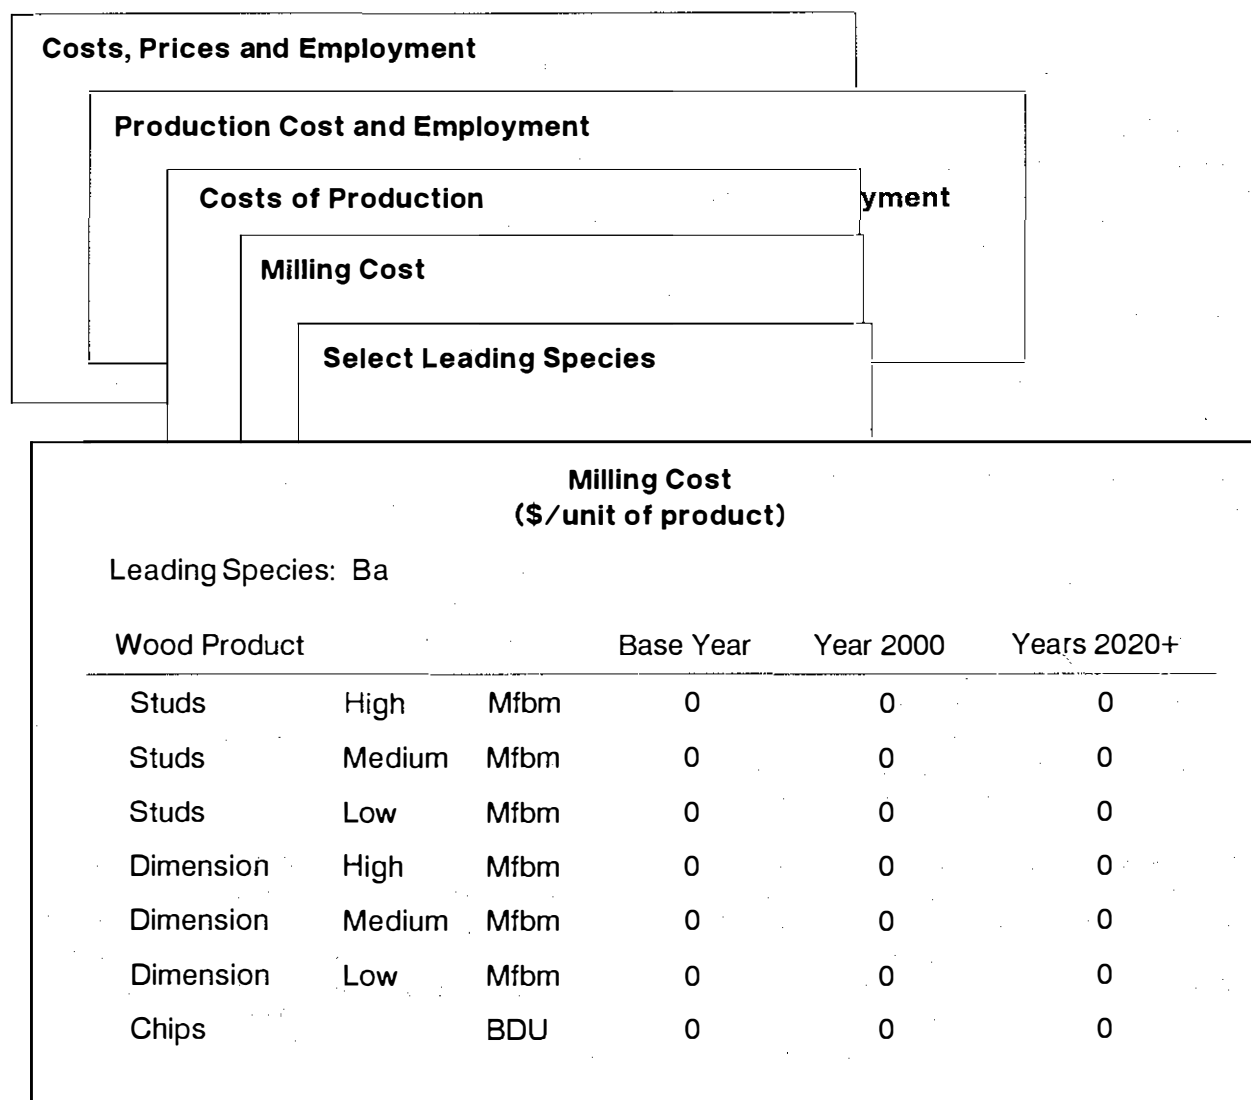 Costs, Prices and Employment
Production Cost and Employment
Costs of Production yment
Milling Cost
Select Leading Species
Milling Cost
($/unit of product)
Leading Species: Ba
Wood Product Base Year Year 2000 Years 2020+
Studs High Mfbm 0 0 0
Studs Medium Mfbm 0 0 0
Studs Low Mfbm 0 0 0
Dimension High Mfbm 0 0 0
Dimension Medium Mfbm 0 0 0
Dimension Low Mfbm 0 0 0
Chips BDU 0 0 0